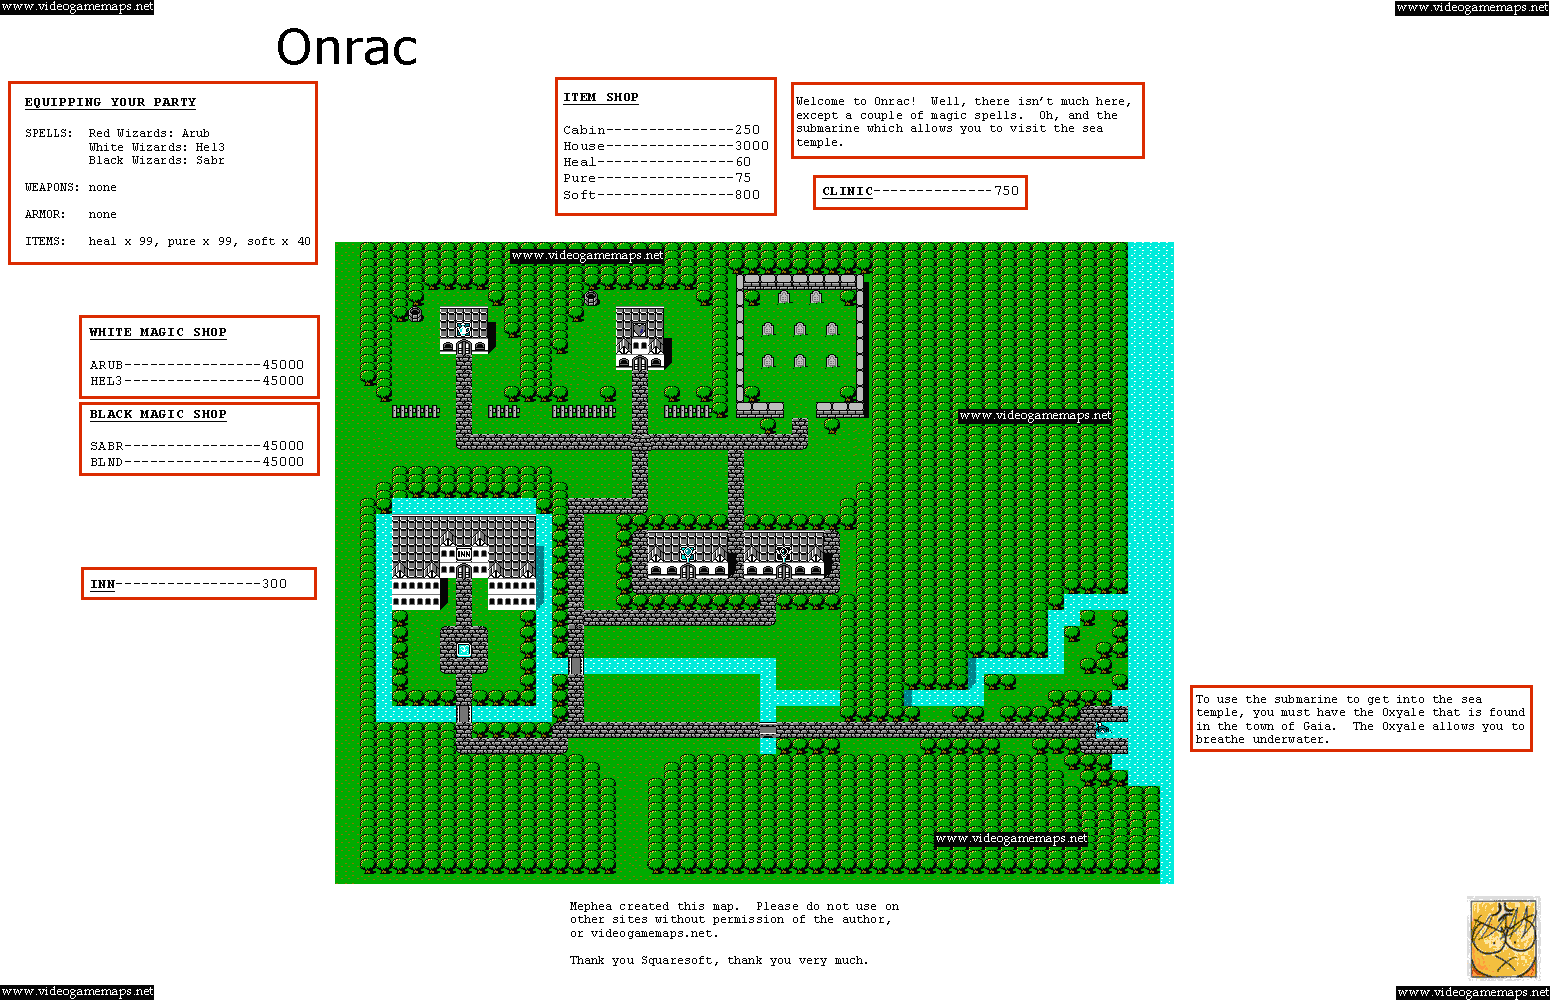 www.videogamemaps.net
www.videogamemaps.net
Onrac
EQUIPPING YOUR PARTY
SPELLS: Red Wizards: Arub
White Wizards: Hel3
Black Wizards: Sabr
WEAPONS: none
ARMOR: none
ITEMS: heal x 99, pure x 99, soft x 40
ITEM SHOP
Cabin---------------250
House---------------3000
Heal----------------60
Pure----------------75
Soft----------------800
Welcome to Onrac!  Well, there isn't much here,
except a couple of magic spells.  Oh, and the
submarine which allows you to visit the sea
temple.
CLINIC--------------750
www.videogamemaps.net
WHITE MAGIC SHOP
ARUB----------------45000
HEL3----------------45000
BLACK MAGIC SHOP
SABR----------------45000
BLND----------------45000
www.videogamemaps.net
INN
INN-----------------300
To use the submarine to get into the sea
temple, you must have the Oxyale that is found
in the town of Gaia.  The Oxyale allows you to
breathe underwater.
www.videogamemaps.net
Mephea created this map.  Please do not use on
other sites without permission of the author,
or videogamemaps.net.
Thank you Squaresoft, thank you very much.
www.videogamemaps.net
www.videogamemaps.net